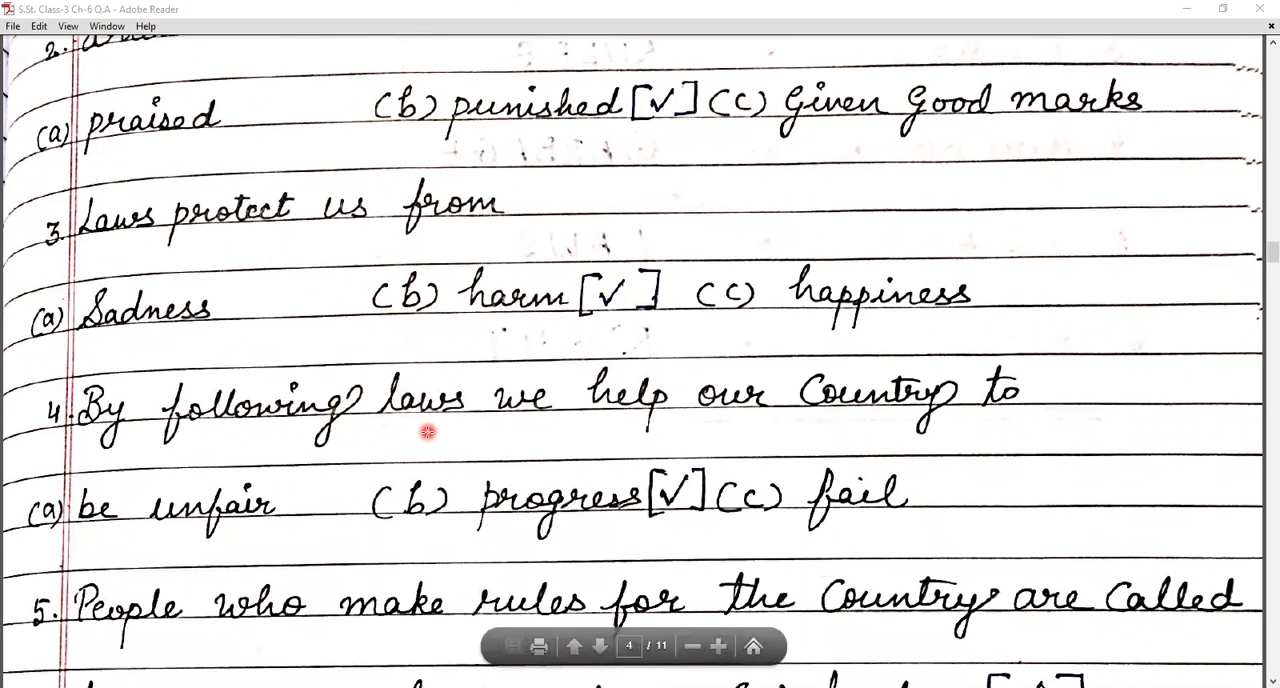 S.St. Class-3 Ch-6 Q.A - Adobe Reader
File Edit View Window Help
2.
(a) praised (b) punished [✓] (c) Given Good marks
3. Laws protect us from
(a) Sadness (b) harm [✓] (c) happiness
4. By following laws we help our Country to
(a) be unfair (b) progress [✓] (c) fail
5. People who make rules for the Country are Called
4 / 11